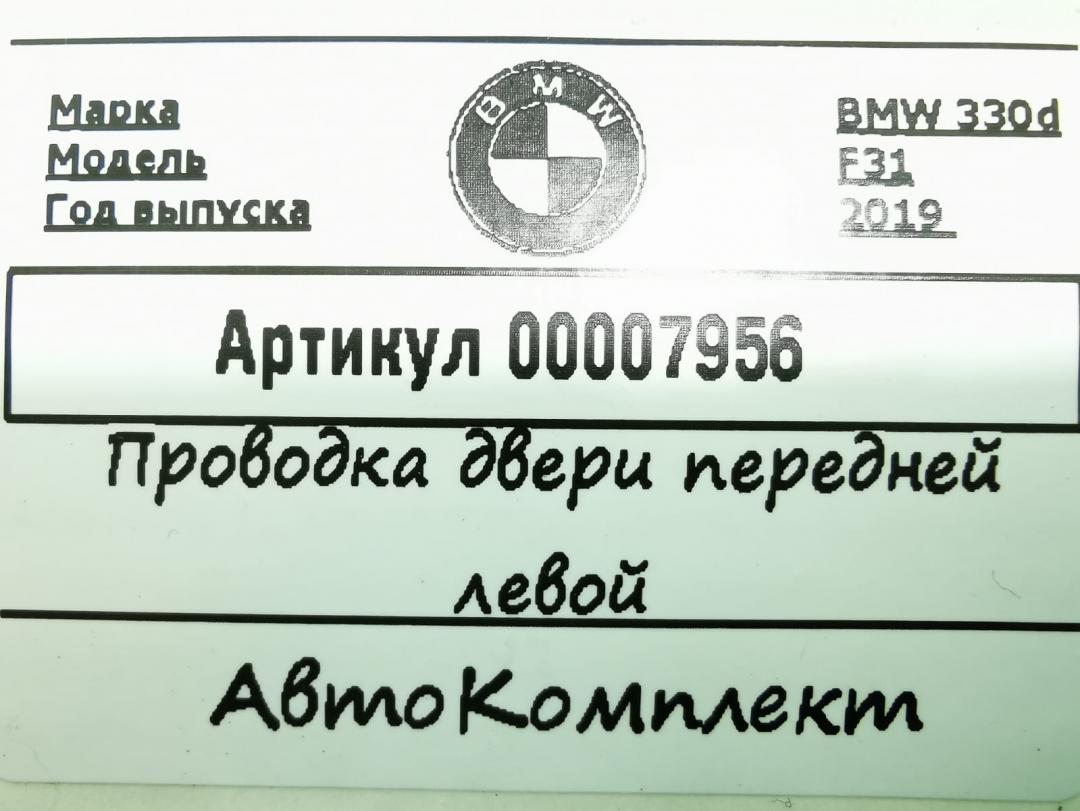 Марка BMW 330d
Модель F31
Год выпуска 2019
BMW
Артикул 00007956
Проводка двери передней
левой
АвтоКомплект